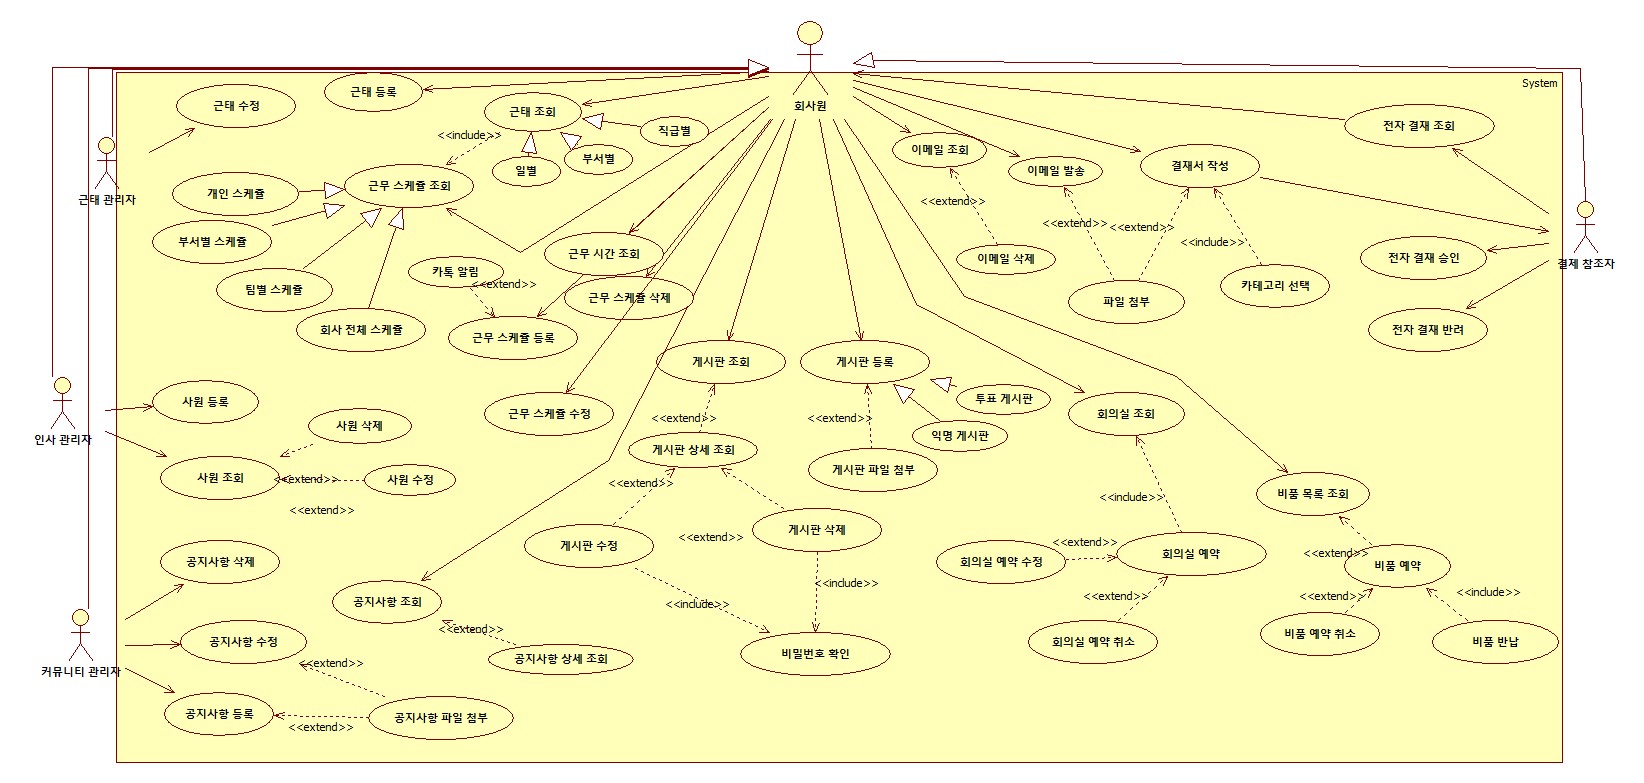 System
회사원
근태 등록
근태 수정
근태 조회
직급별
<<include>>
일별
부서별
근태 관리자
개인 스케쥴
근무 스케쥴 조회
부서별 스케쥴
팀별 스케쥴
회사 전체 스케쥴
카톡 알림
<<extend>>
근무 시간 조회
근무 스케쥴 삭제
근무 스케쥴 등록
근무 스케쥴 수정
이메일 조회
이메일 발송
결재서 작성
전자 결재 조회
<<extend>>
<<extend>>
<<extend>>
<<include>>
이메일 삭제
파일 첨부
카테고리 선택
결제 참조자
전자 결재 승인
전자 결재 반려
게시판 조회
게시판 등록
투표 게시판
익명 게시판
<<extend>>
<<extend>>
게시판 상세 조회
게시판 파일 첨부
<<extend>>
<<extend>>
게시판 수정
게시판 삭제
<<include>>
<<include>>
비밀번호 확인
회의실 조회
<<include>>
회의실 예약
<<extend>>
회의실 예약 수정
<<extend>>
회의실 예약 취소
비품 목록 조회
<<extend>>
비품 예약
<<extend>>
<<include>>
비품 예약 취소
비품 반납
인사 관리자
사원 등록
사원 삭제
사원 조회
<<extend>>
사원 수정
<<extend>>
공지사항 삭제
공지사항 조회
<<extend>>
공지사항 상세 조회
커뮤니티 관리자
공지사항 수정
<<extend>>
공지사항 등록
<<extend>>
공지사항 파일 첨부